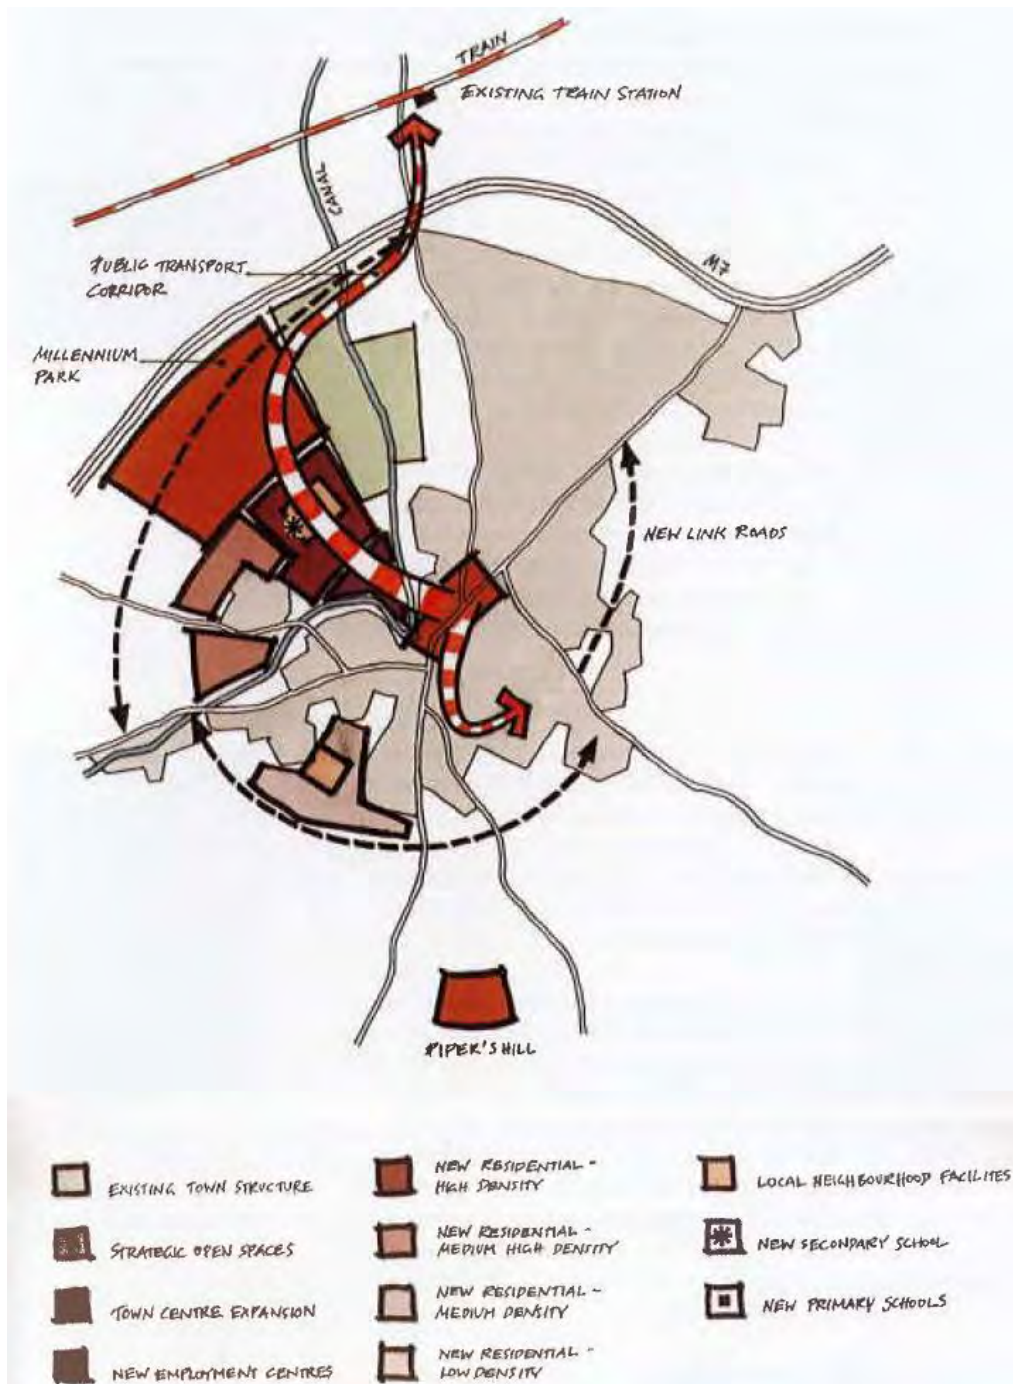 TRAIN
EXISTING TRAIN STATION
CANAL
M7
PUBLIC TRANSPORT
CORRIDOR
MILLENNIUM
PARK
NEW LINK ROADS
PIPER'S HILL
EXISTING TOWN STRUCTURE
STRATEGIC OPEN SPACES
TOWN CENTRE EXPANSION
NEW EMPLOYMENT CENTRES
NEW RESIDENTIAL -
HIGH DENSITY
NEW RESIDENTIAL -
MEDIUM HIGH DENSITY
NEW RESIDENTIAL -
MEDIUM DENSITY
NEW RESIDENTIAL -
LOW DENSITY
LOCAL NEIGHBOURHOOD FACILITES
NEW SECONDARY SCHOOL
NEW PRIMARY SCHOOLS